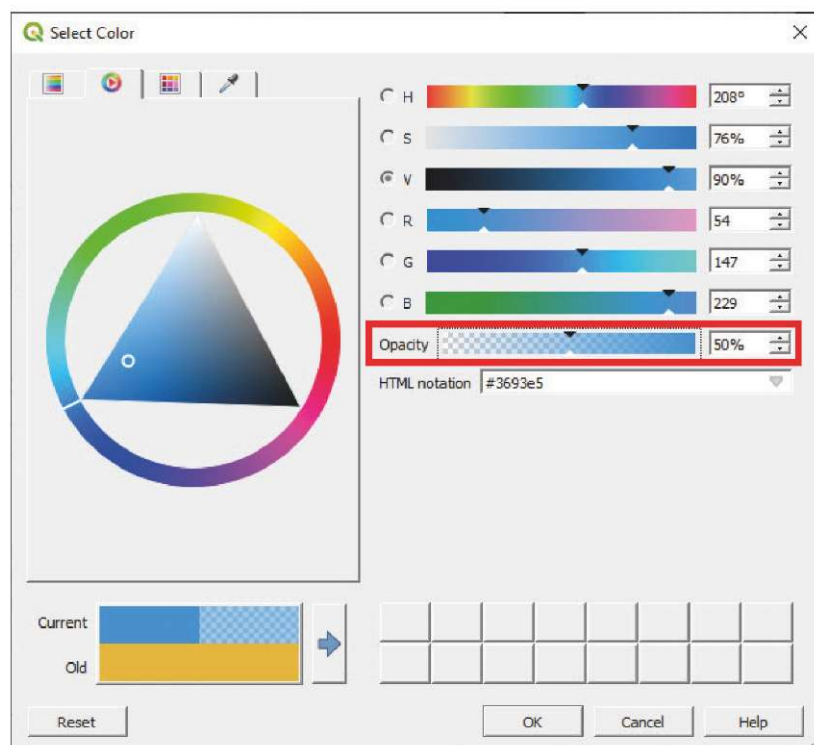 Select Color
H 208°
S 76%
V 90%
R 54
G 147
B 229
Opacity 50%
HTML notation #3693e5
Current
Old
Reset OK Cancel Help